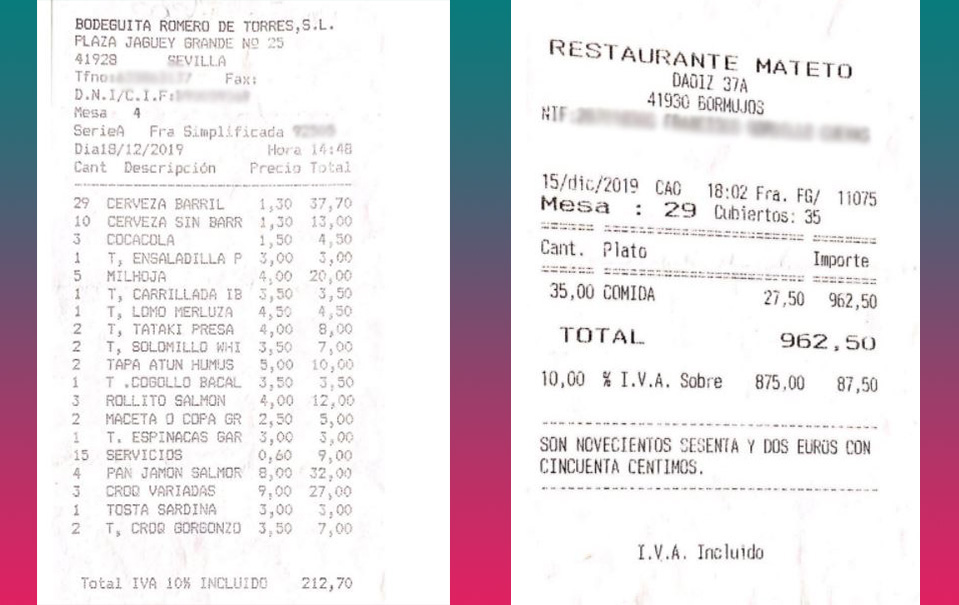 BODEGUITA ROMERO DE TORRES,S.L.
PLAZA JAGUEY GRANDE Nº 25
41928 SEVILLA
Tfno: Fax:
D.N.I/C.I.F:
Mesa 4
SerieA Fra Simplificada
Dia18/12/2019 Hora 14:48
Cant Descripción Precio Total
29 CERVEZA BARRIL 1,30 37,70
10 CERVEZA SIN BARR 1,30 13,00
3 COCACOLA 1,50 4,50
1 T, ENSALADILLA P 3,00 3,00
5 MILHOJA 4,00 20,00
1 T, CARRILLADA IB 3,50 3,50
1 T, LOMO MERLUZA 4,50 4,50
2 T, TATAKI PRESA 4,00 8,00
2 T, SOLOMILLO WHI 3,50 7,00
2 TAPA ATUN HUMUS 5,00 10,00
1 T .COGOLLO BACAL 3,50 3,50
3 ROLLITO SALMON 4,00 12,00
2 MACETA O COPA GR 2,50 5,00
1 T. ESPINACAS GAR 3,00 3,00
15 SERVICIOS 0,60 9,00
4 PAN JAMON SALMOR 8,00 32,00
3 CROQ VARIADAS 9,00 27,00
1 TOSTA SARDINA 3,00 3,00
2 T, CROQ GORGONZO 3,50 7,00
Total IVA 10% INCLUIDO 212,70
RESTAURANTE MATETO
DAOIZ 37A
41930 BORMUJOS
NIF:
15/dic/2019 CAO 18:02 Fra. FG/ 11075
Mesa : 29 Cubiertos: 35
Cant. Plato Importe
35,00 COMIDA 27,50 962,50
TOTAL 962,50
10,00 % I.V.A. Sobre 875,00 87,50
SON NOVECIENTOS SESENTA Y DOS EUROS CON
CINCUENTA CENTIMOS.
I.V.A. Incluido